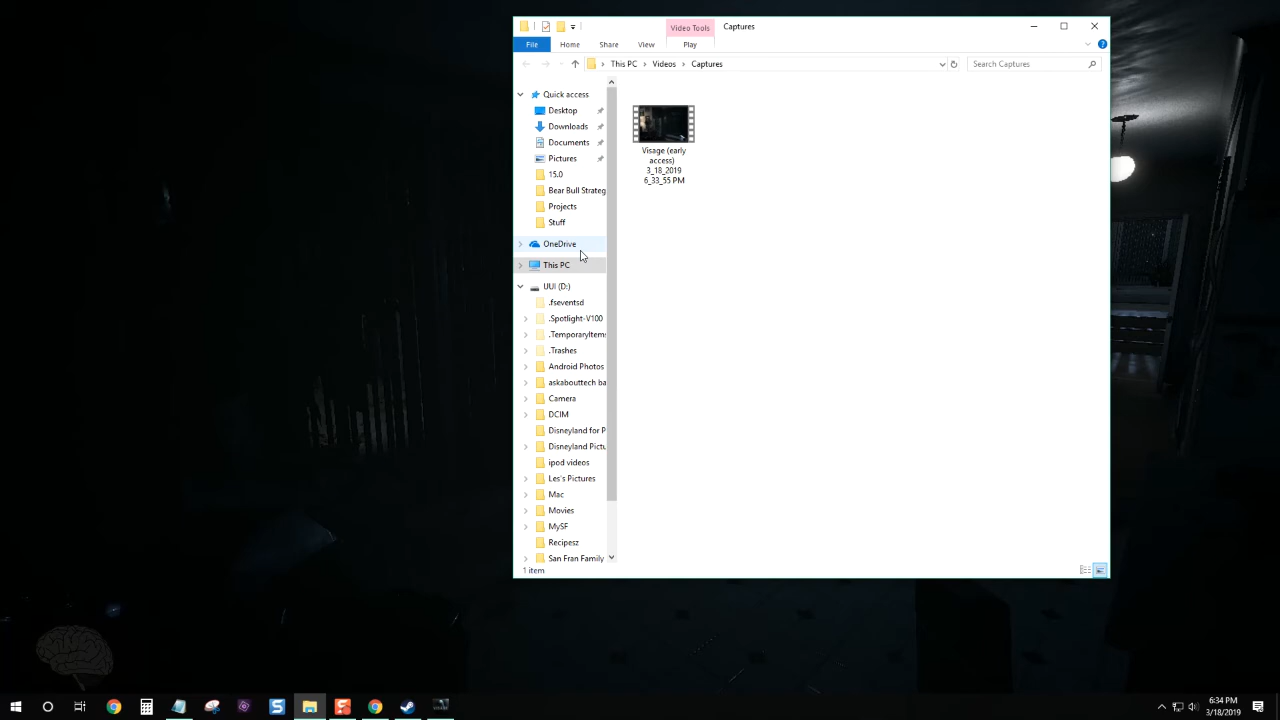 Video Tools
Captures
File
Home
Share
View
Play
This PC
Videos
Captures
Search Captures
Quick access
Desktop
Downloads
Documents
Pictures
15.0
Bear Bull Strateg
Projects
Stuff
OneDrive
This PC
UUI (D:)
.fseventsd
.Spotlight-V100
.TemporaryItems
.Trashes
Android Photos
askabouttech ba
Camera
DCIM
Disneyland for P
Disneyland Pictu
ipod videos
Les's Pictures
Mac
Movies
MySF
Recipesz
San Fran Family
1 item
Visage (early
access)
3_18_2019
6_33_55 PM
6:34 PM
3/18/2019